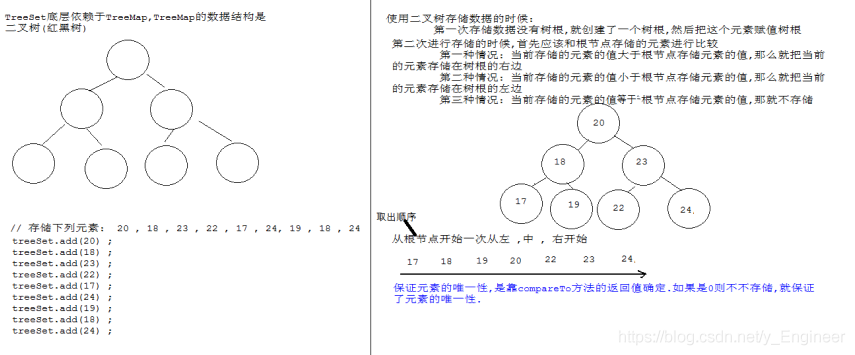 TreeSet底层依赖于TreeMap,TreeMap的数据结构是
二叉树(红黑树)
// 存储下列元素： 20 , 18 , 23 , 22 , 17 , 24, 19 , 18 , 24
treeSet.add(20) ;
treeSet.add(18) ;
treeSet.add(23) ;
treeSet.add(22) ;
treeSet.add(17) ;
treeSet.add(24) ;
treeSet.add(19) ;
treeSet.add(18) ;
treeSet.add(24) ;
使用二叉树存储数据的时候：
第一次存储数据没有树根,就创建了一个树根,然后把这个元素赋值树根
第二次进行存储的时候,首先应该和根节点存储的元素进行比较
第一种情况: 当前存储的元素的值大于根节点存储元素的值,那么就把当前
的元素存储在树根的右边
第二种情况: 当前存储的元素的值小于根节点存储元素的值,那么就把当前
的元素存储在树根的左边
第三种情况: 当前存储的元素的值等于根节点存储元素的值,那就不存储
20
18 23
17 19 22 24.
取出顺序
从根节点开始一次从左 ,中 , 右开始
17 18 19 20 22 23 24.
保证元素的唯一性,是靠compareTo方法的返回值确定.如果是0则不不存储,就保证
了元素的唯一性.
https://blog.csdn.net/y_Engineer